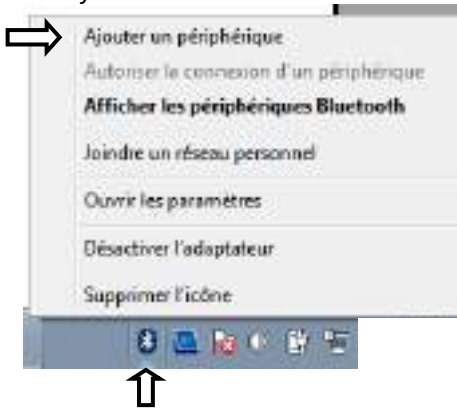 Ajouter un périphérique
Autoriser la connexion d'un périphérique
Afficher les périphériques Bluetooth
Joindre un réseau personnel
Ouvrir les paramètres
Désactiver l'adaptateur
Supprimer l'icône